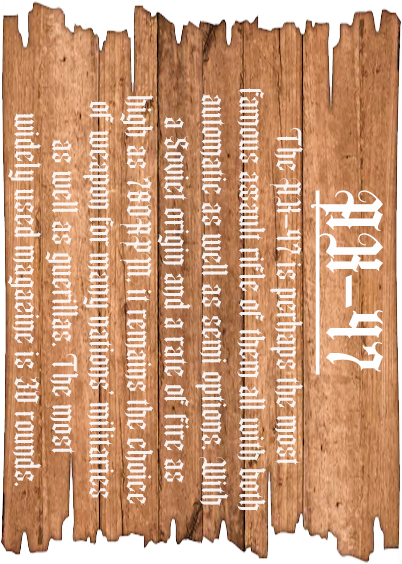 AK-47
The AK-47 is perhaps the most
famous assault rifle of them all with both
automatic as well as semi options. With
a Soviet origin and a rate of fire as
high as 780RPM it remains the choice
of weapon for many nations' militaries
as well as guerillas. The most
widely used magazine is 30 rounds.